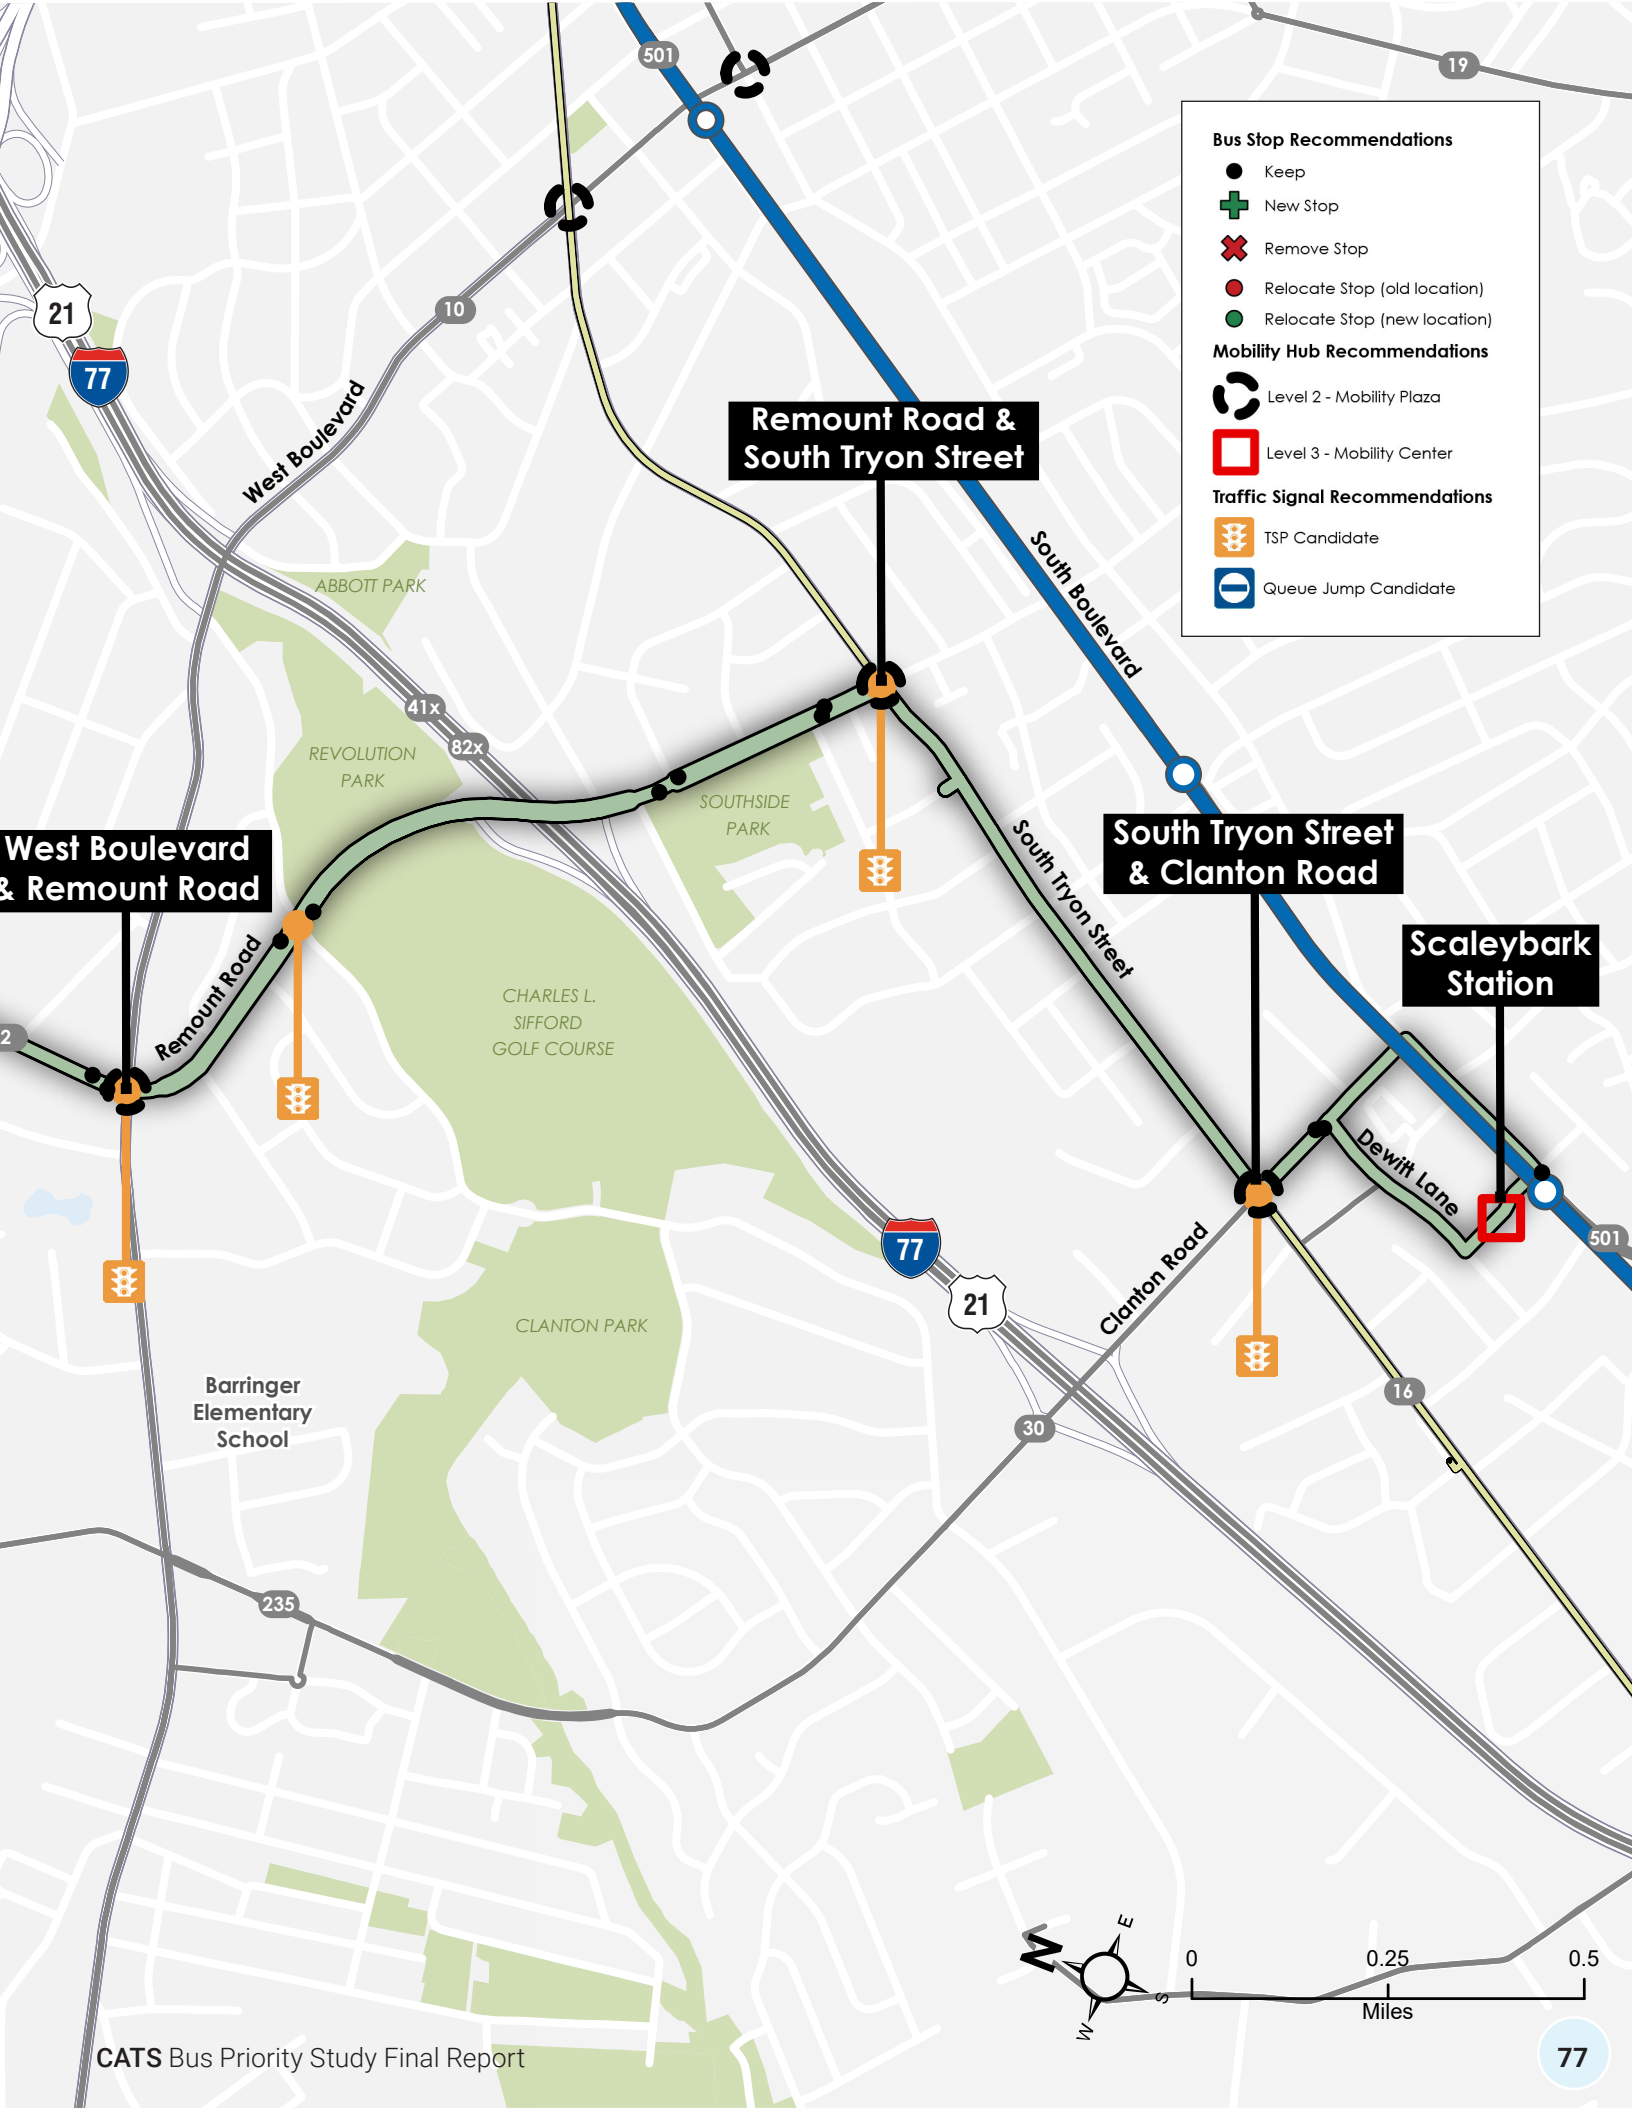 501
19
Bus Stop Recommendations
Keep
New Stop
Remove Stop
Relocate Stop (old location)
Relocate Stop (new location)
Mobility Hub Recommendations
Level 2 - Mobility Plaza
Level 3 - Mobility Center
Traffic Signal Recommendations
TSP Candidate
Queue Jump Candidate
21
77
10
West Boulevard
Remount Road &
South Tryon Street
South Boulevard
ABBOTT PARK
41x
82x
REVOLUTION
PARK
SOUTHSIDE
PARK
West Boulevard
& Remount Road
South Tryon Street
& Clanton Road
South Tryon Street
Scaleybark
Station
Remount Road
CHARLES L.
SIFFORD
GOLF COURSE
2
Dewitt Lane
501
77
21
Clanton Road
CLANTON PARK
16
30
Barringer
Elementary
School
235
N
E
S
W
0
0.25
0.5
Miles
CATS Bus Priority Study Final Report
77